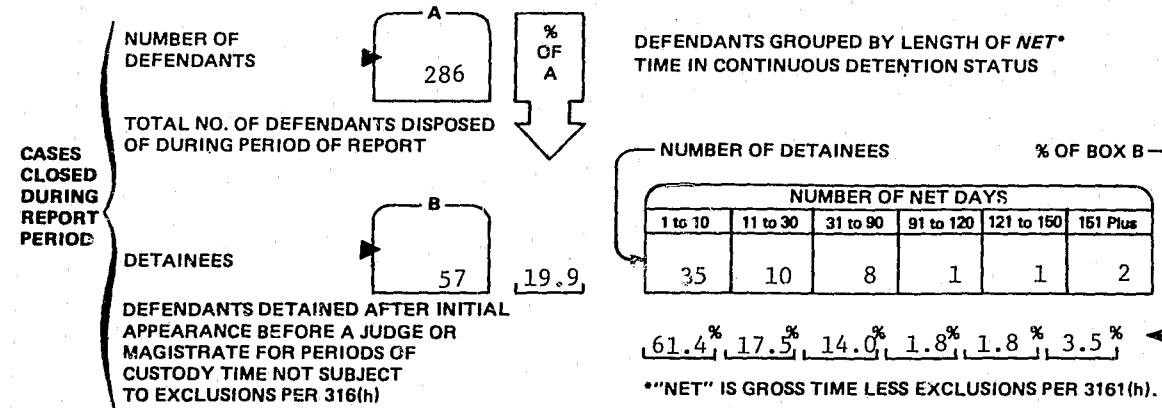 CASES
CLOSED
DURING
REPORT
PERIOD
NUMBER OF
DEFENDANTS
A
286
%
OF
A
TOTAL NO. OF DEFENDANTS DISPOSED
OF DURING PERIOD OF REPORT
DETAINEES
B
57
19.9
DEFENDANTS DETAINED AFTER INITIAL
APPEARANCE BEFORE A JUDGE OR
MAGISTRATE FOR PERIODS OF
CUSTODY TIME NOT SUBJECT
TO EXCLUSIONS PER 316(h)
DEFENDANTS GROUPED BY LENGTH OF NET*
TIME IN CONTINUOUS DETENTION STATUS
NUMBER OF DETAINEES % OF BOX B
NUMBER OF NET DAYS
1 to 10 11 to 30 31 to 90 91 to 120 121 to 150 151 Plus
35 10 8 1 1 2
61.4% 17.5% 14.0% 1.8% 1.8% 3.5%
*"NET" IS GROSS TIME LESS EXCLUSIONS PER 3161(h).